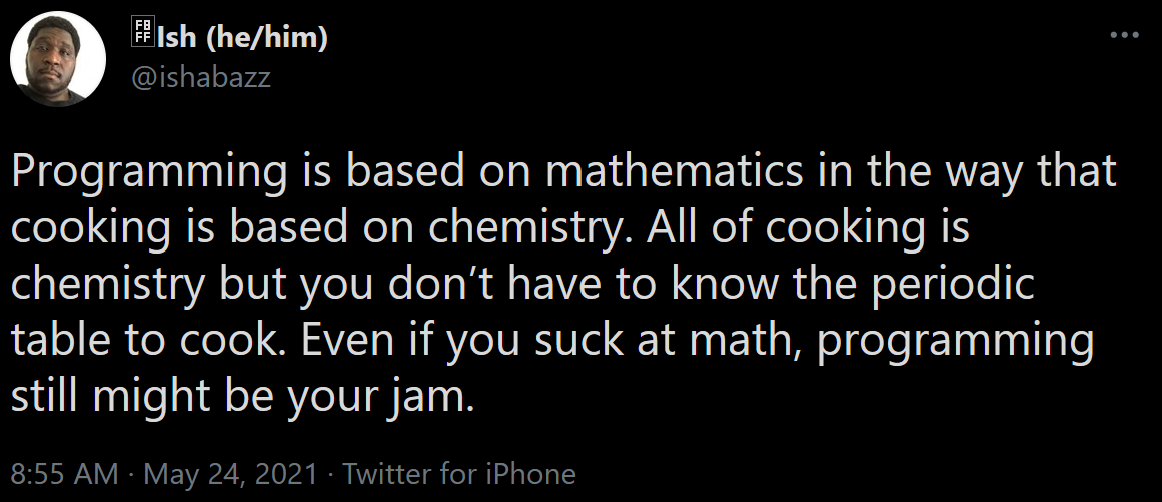 Ish (he/him)
@ishabazz
Programming is based on mathematics in the way that
cooking is based on chemistry. All of cooking is
chemistry but you don’t have to know the periodic
table to cook. Even if you suck at math, programming
still might be your jam.
8:55 AM · May 24, 2021 · Twitter for iPhone